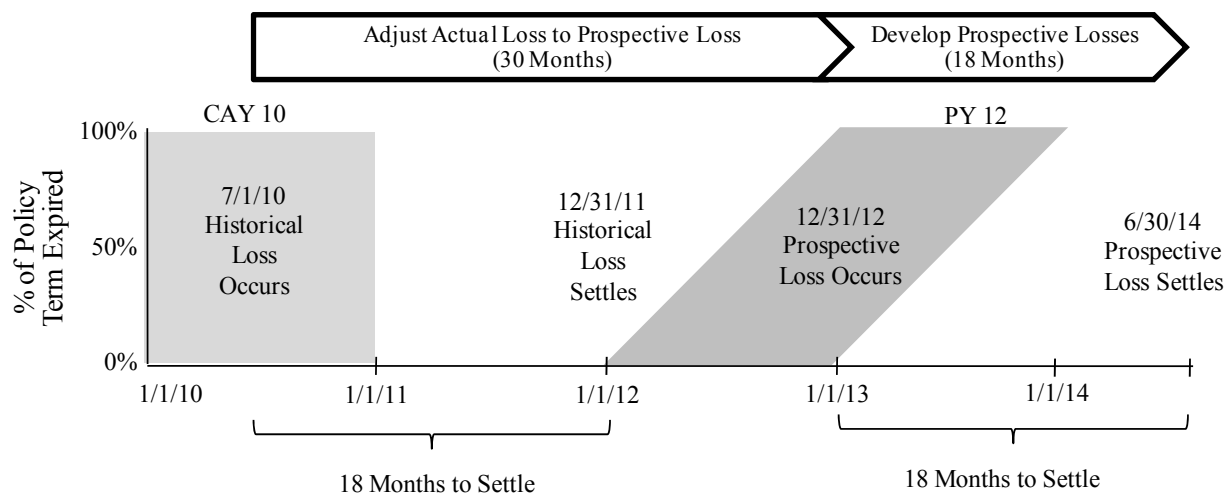 Adjust Actual Loss to Prospective Loss
(30 Months)
Develop Prospective Losses
(18 Months)
CAY 10
PY 12
100%
50%
0%
% of Policy
Term Expired
7/1/10
Historical
Loss
Occurs
12/31/11
Historical
Loss
Settles
12/31/12
Prospective
Loss Occurs
6/30/14
Prospective
Loss Settles
1/1/10
1/1/11
1/1/12
1/1/13
1/1/14
18 Months to Settle
18 Months to Settle